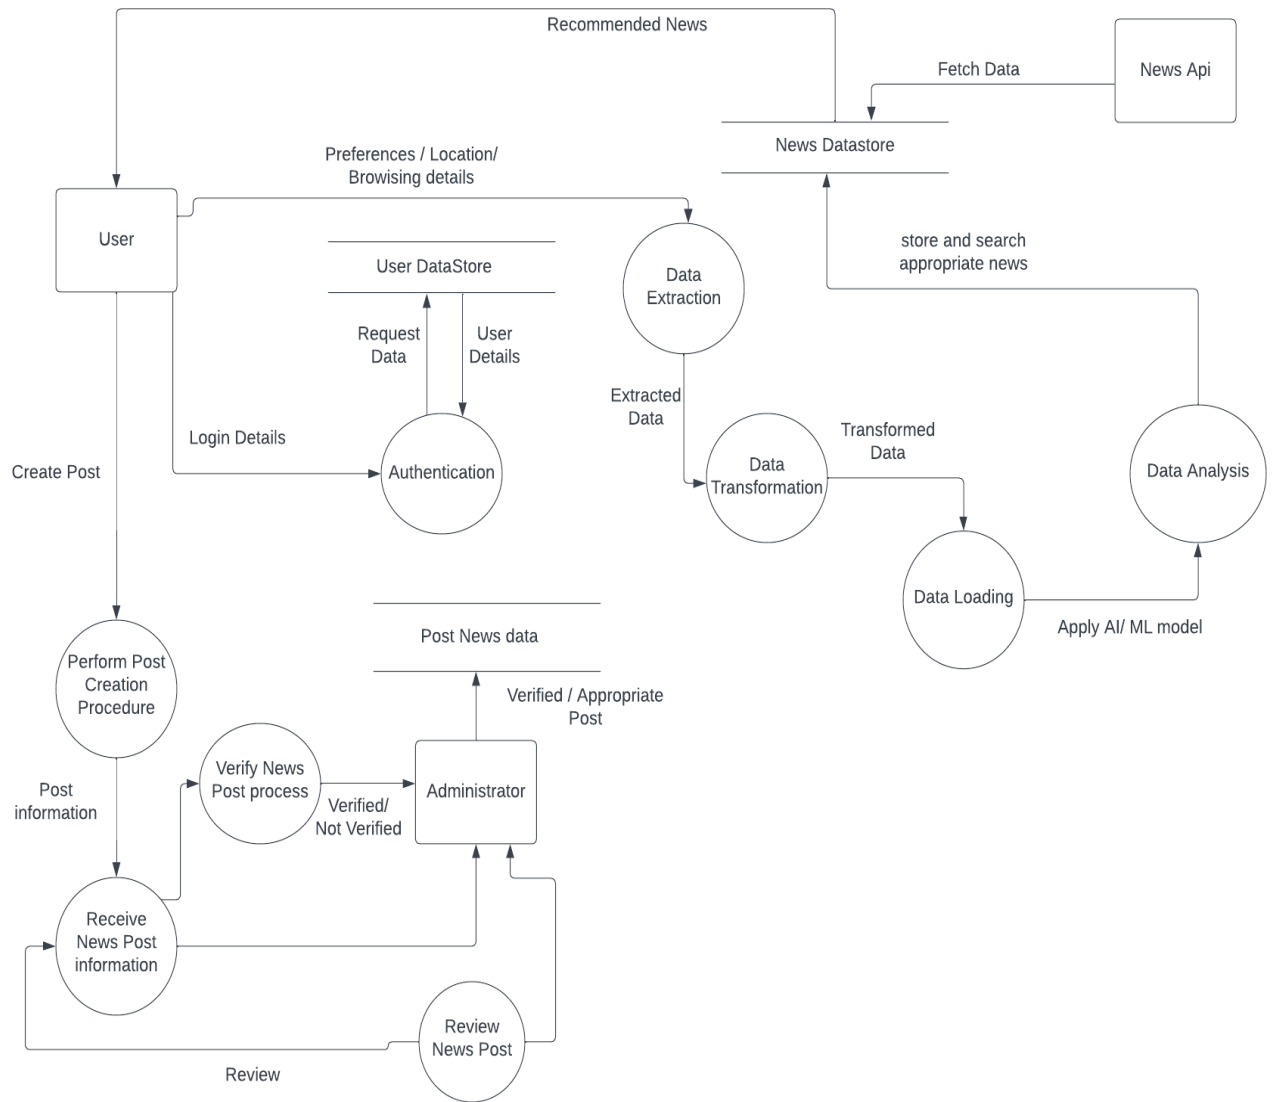 Recommended News
News Api
Fetch Data
News Datastore
Preferences / Location/
Browising details
User
User DataStore
Data
Extraction
store and search
appropriate news
Request
Data
User
Details
Extracted
Data
Login Details
Authentication
Create Post
Transformed
Data
Data
Transformation
Data Analysis
Data Loading
Apply AI/ ML model
Post News data
Perform Post
Creation
Procedure
Verified / Appropriate
Post
Verify News
Post process
Administrator
Post
information
Verified/
Not Verified
Receive
News Post
information
Review
News Post
Review